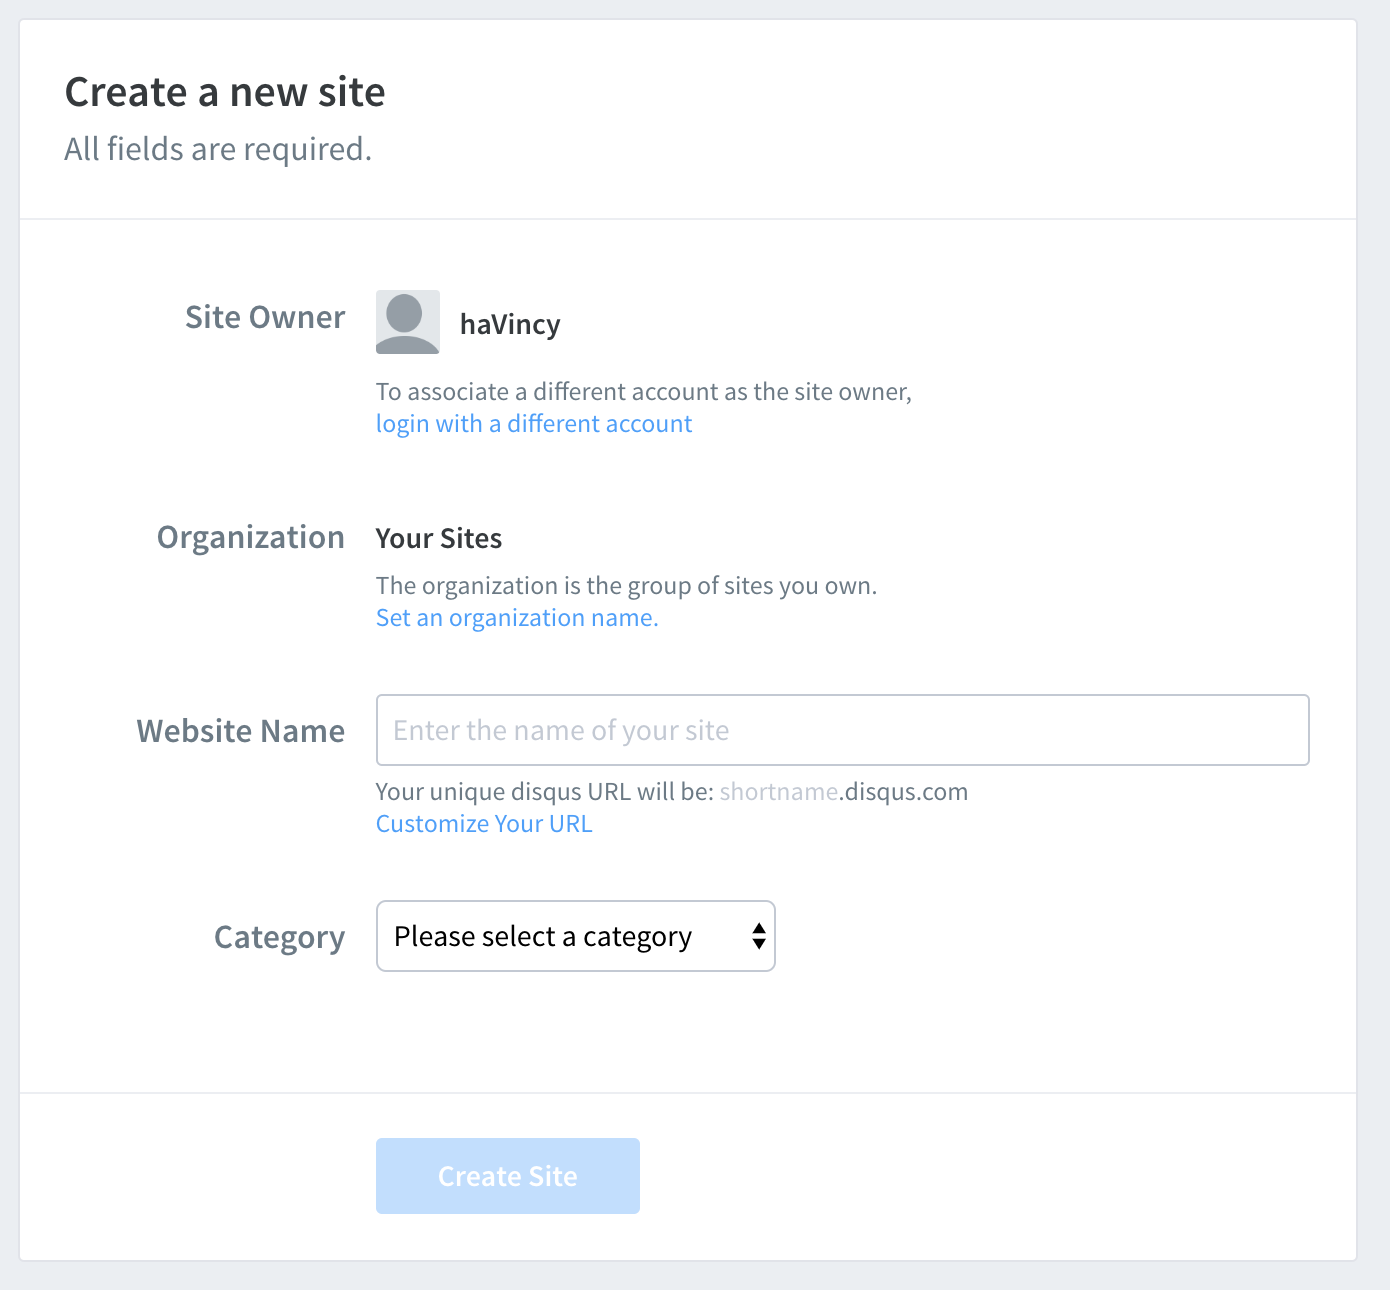 Create a new site
All fields are required.
Site Owner
haVincy
To associate a different account as the site owner,
login with a different account
Organization
Your Sites
The organization is the group of sites you own.
Set an organization name.
Website Name
Enter the name of your site
Your unique disqus URL will be: shortname.disqus.com
Customize Your URL
Category
Please select a category
Create Site